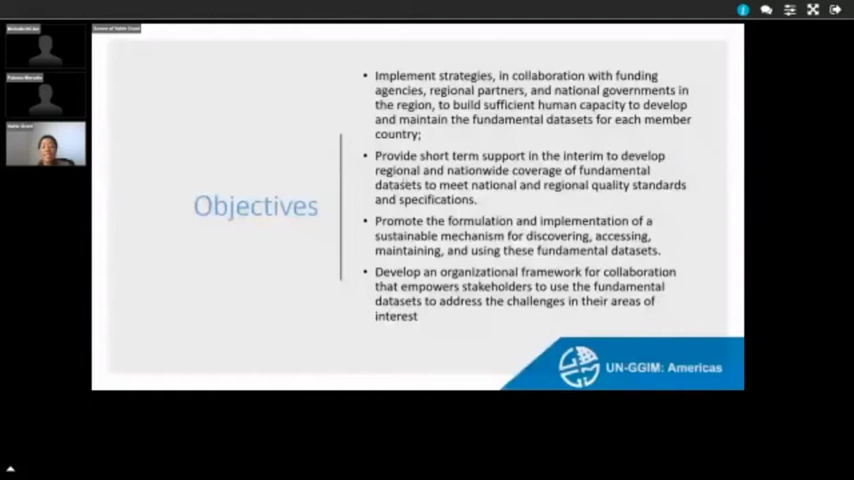 Objectives
• Implement strategies, in collaboration with funding
agencies, regional partners, and national governments in
the region, to build sufficient human capacity to develop
and maintain the fundamental datasets for each member
country;
• Provide short term support in the interim to develop
regional and nationwide coverage of fundamental
datasets to meet national and regional quality standards
and specifications.
• Promote the formulation and implementation of a
sustainable mechanism for discovering, accessing,
maintaining, and using these fundamental datasets.
• Develop an organizational framework for collaboration
that empowers stakeholders to use the fundamental
datasets to address the challenges in their areas of
interest
UN-GGIM: Americas